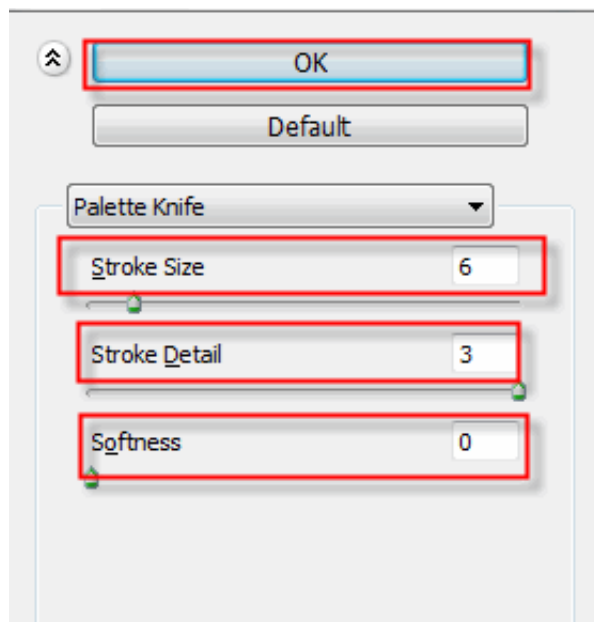 OK
Default
Palette Knife
Stroke Size 6
Stroke Detail 3
Softness 0